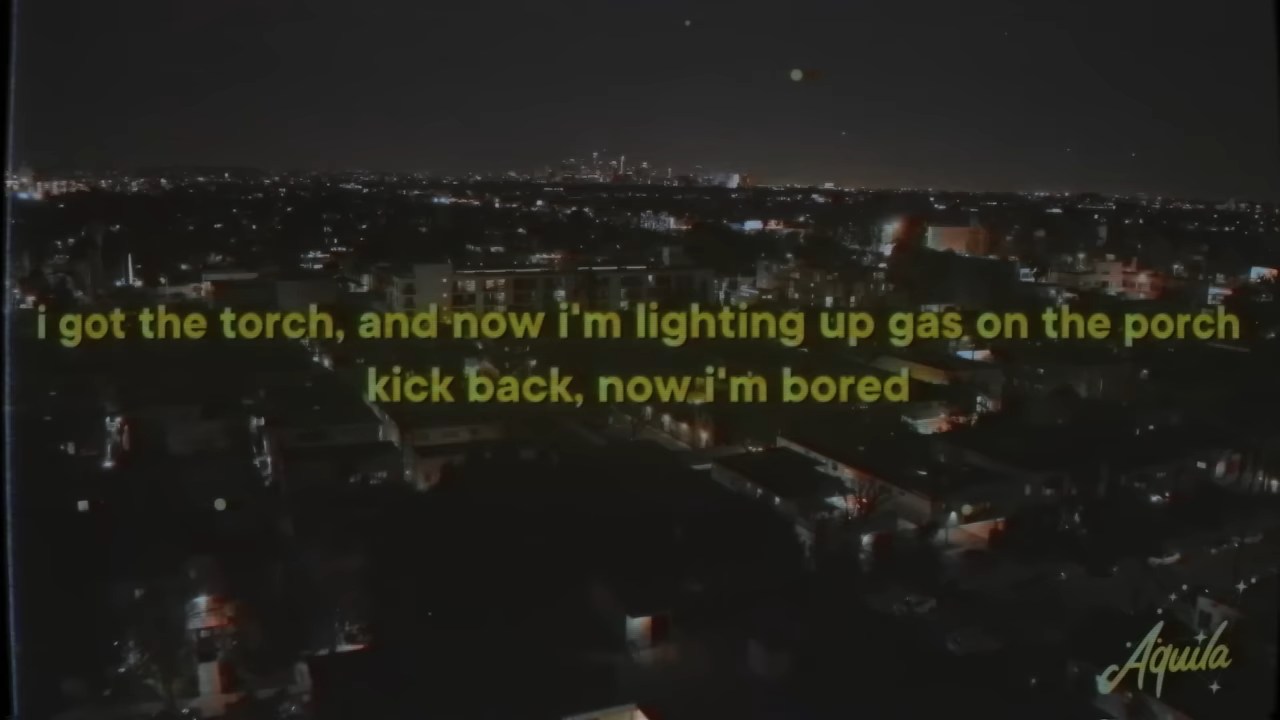 i got the torch, and now i'm lighting up gas on the porch
kick back, now i'm bored
Aquila